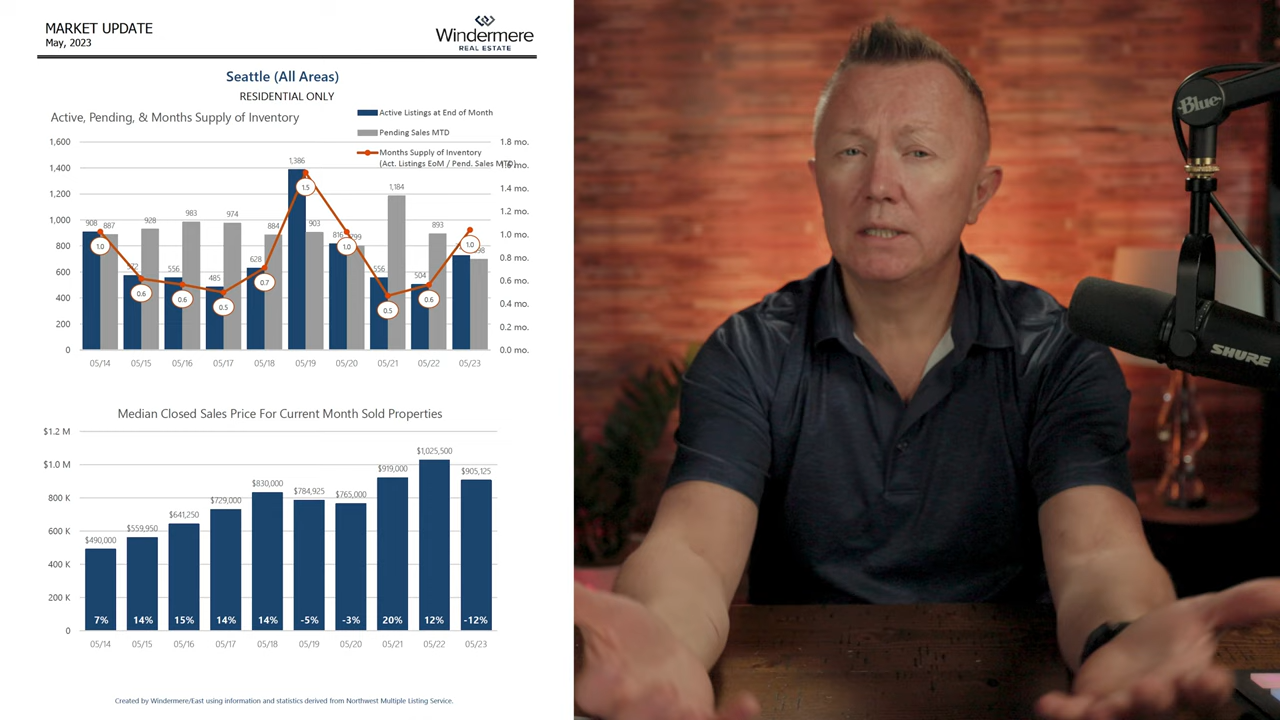 MARKET UPDATE
May, 2023
Windermere
REAL ESTATE
Seattle (All Areas)
RESIDENTIAL ONLY
Active, Pending, & Months Supply of Inventory
Active Listings at End of Month
Pending Sales MTD
Months Supply of Inventory
(Act. Listings EoM / Pend. Sales MTD)
1,600 1,400 1,200 1,000 800 600 400 200 0
1.8 mo. 1.4 mo. 1.2 mo. 1.0 mo. 0.8 mo. 0.6 mo. 0.4 mo. 0.2 mo. 0.0 mo.
908 887 928 556 983 485 974 628 884 1,386 903 816 556 1,184 504 893
1.0 0.6 0.6 0.5 0.7 1.5 1.0 0.5 0.6 1.0
05/14 05/15 05/16 05/17 05/18 05/19 05/20 05/21 05/22 05/23
Median Closed Sales Price For Current Month Sold Properties
$1.2 M $1.0 M 800 K 600 K 400 K 200 K 0
$490,000 $559,950 $641,250 $729,000 $830,000 $784,925 $765,000 $919,000 $1,025,500 $905,125
7% 14% 15% 14% 14% -5% -3% 20% 12% -12%
05/14 05/15 05/16 05/17 05/18 05/19 05/20 05/21 05/22 05/23
Created by Windermere/East using information and statistics derived from Northwest Multiple Listing Service.
Blue
SHURE